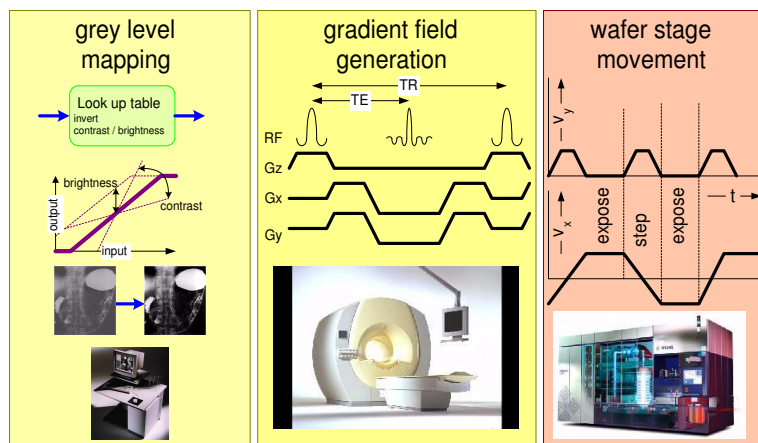 grey level
mapping
Look up table
invert
contrast / brightness
brightness
contrast
output
input
gradient field
generation
TR
TE
RF
Gz
Gx
Gy
wafer stage
movement
v_y
expose
step
expose
t
v_x